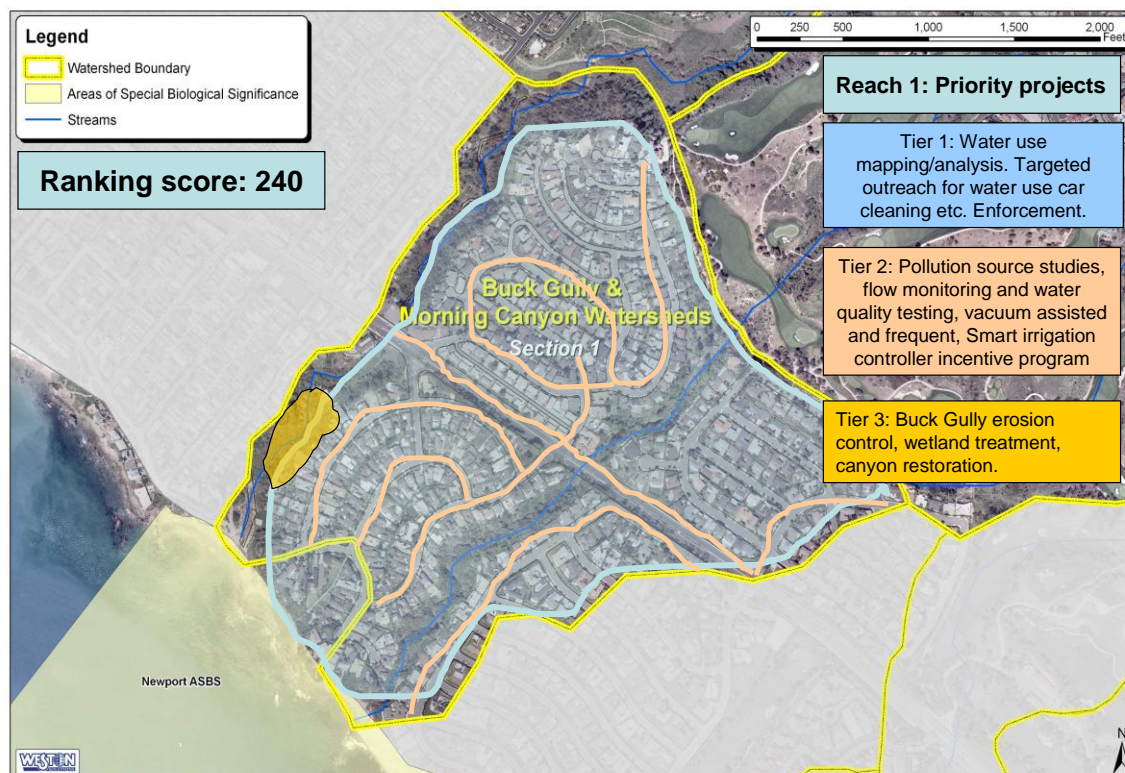 Legend
Watershed Boundary
Areas of Special Biological Significance
Streams
Ranking score: 240
0 250 500 1,000 1,500 2,000
Feet
Reach 1: Priority projects
Tier 1: Water use
mapping/analysis. Targeted
outreach for water use car
cleaning etc. Enforcement.
Tier 2: Pollution source studies,
flow monitoring and water
quality testing, vacuum assisted
and frequent, Smart irrigation
controller incentive program
Tier 3: Buck Gully erosion
control, wetland treatment,
canyon restoration.
Buck Gully &
Morning Canyon Watersheds
Section 1
Newport ASBS
WESTON
N